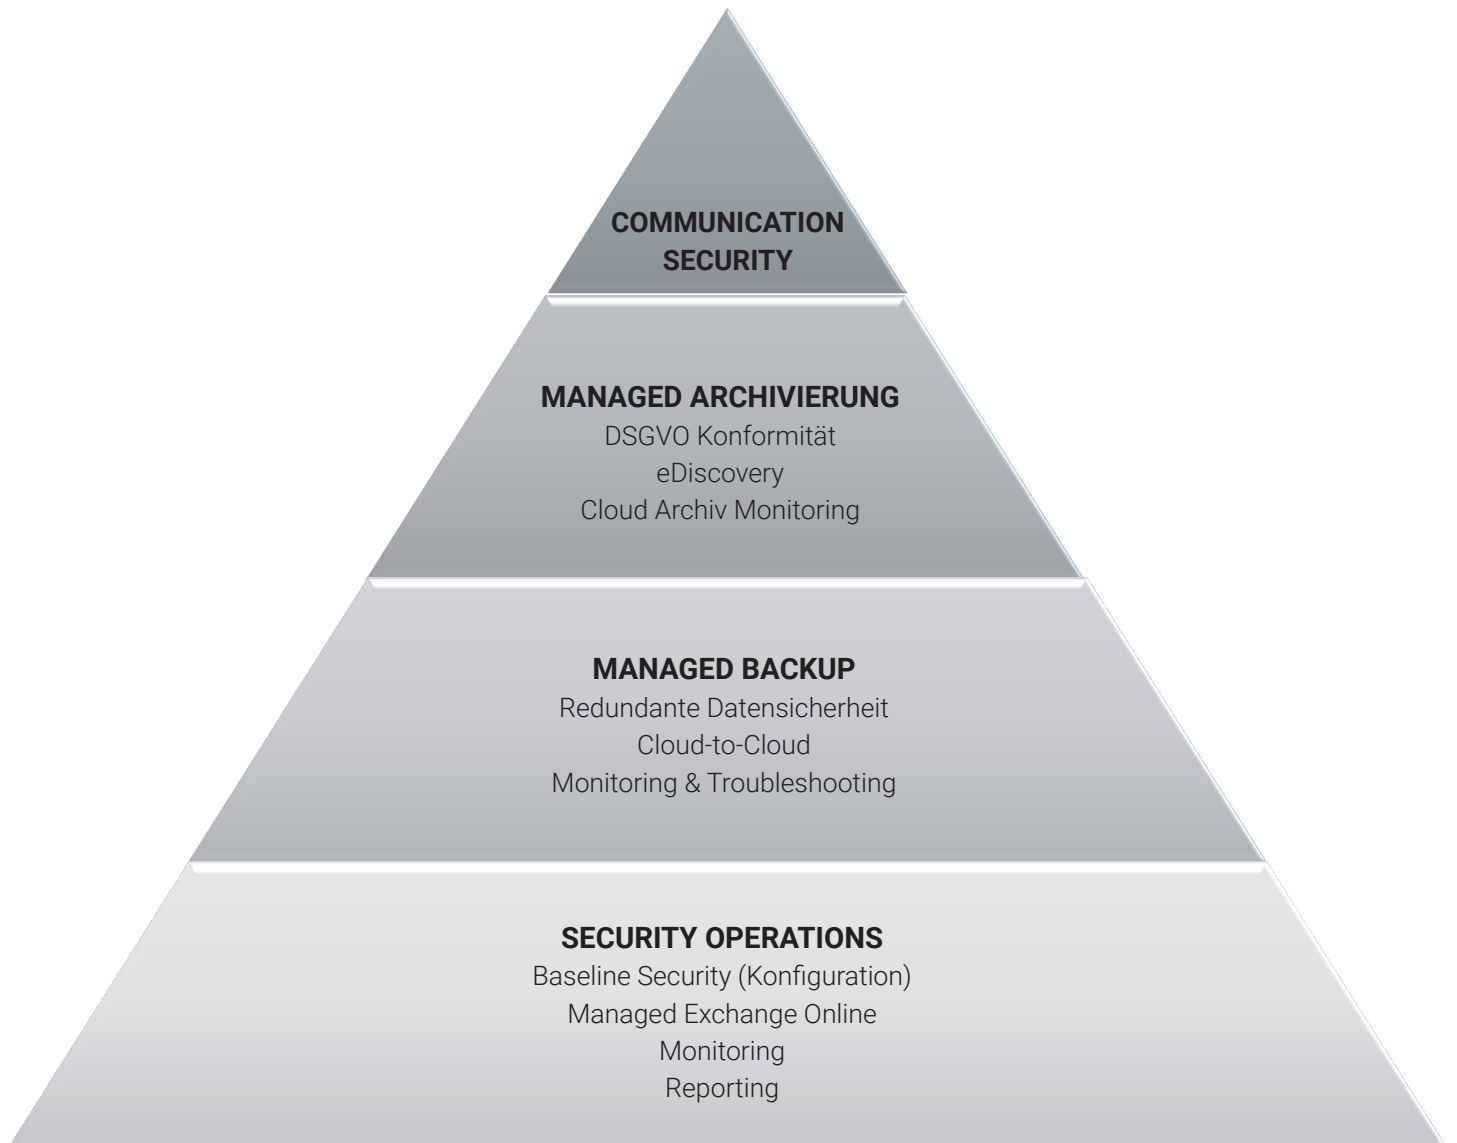 COMMUNICATION
SECURITY
MANAGED ARCHIVIERUNG
DSGVO Konformität
eDiscovery
Cloud Archiv Monitoring
MANAGED BACKUP
Redundante Datensicherheit
Cloud-to-Cloud
Monitoring & Troubleshooting
SECURITY OPERATIONS
Baseline Security (Konfiguration)
Managed Exchange Online
Monitoring
Reporting